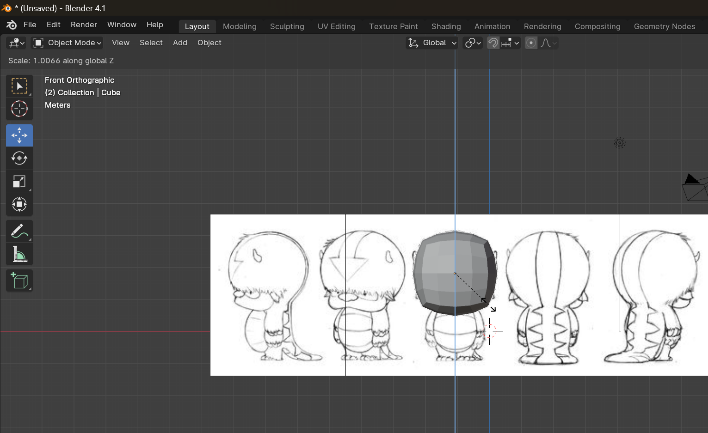 * (Unsaved) - Blender 4.1
File Edit Render Window Help Layout Modeling Sculpting UV Editing Texture Paint Shading Animation Rendering Compositing Geometry Nodes
Object Mode View Select Add Object Global
Scale: 1.0066 along global Z
Front Orthographic
(2) Collection | Cube
Meters